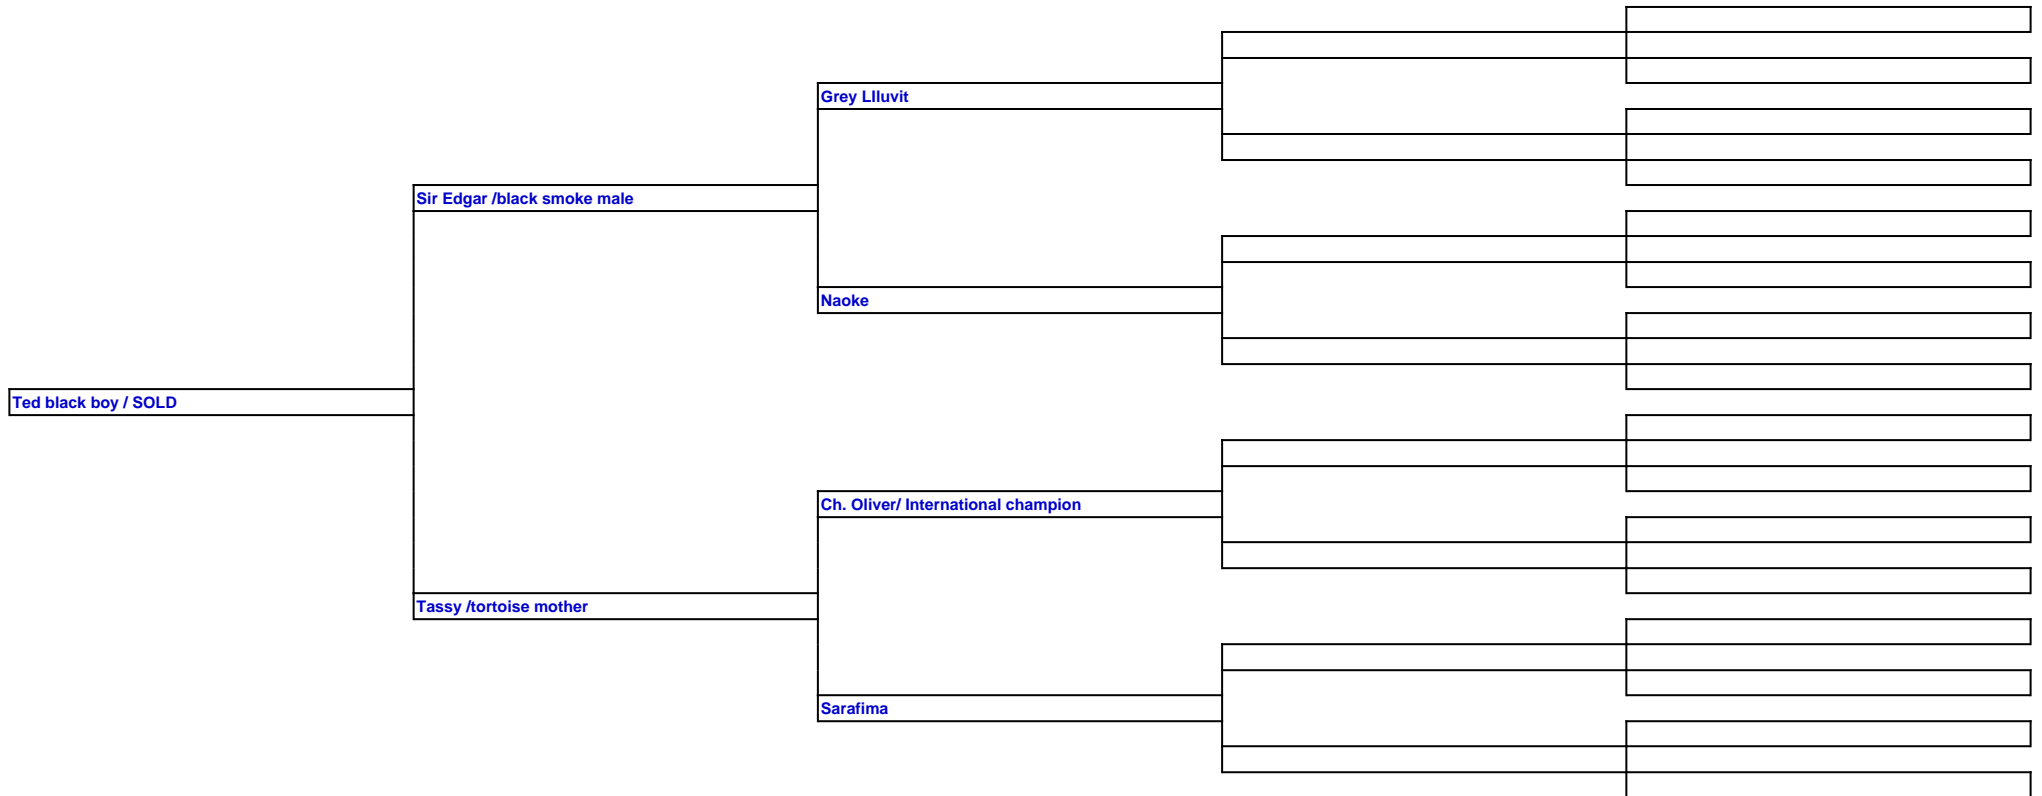 Grey LIluvit
Sir Edgar /black smoke male
Naoke
Ted black boy / SOLD
Ch. Oliver/ International champion
Tassy /tortoise mother
Sarafima